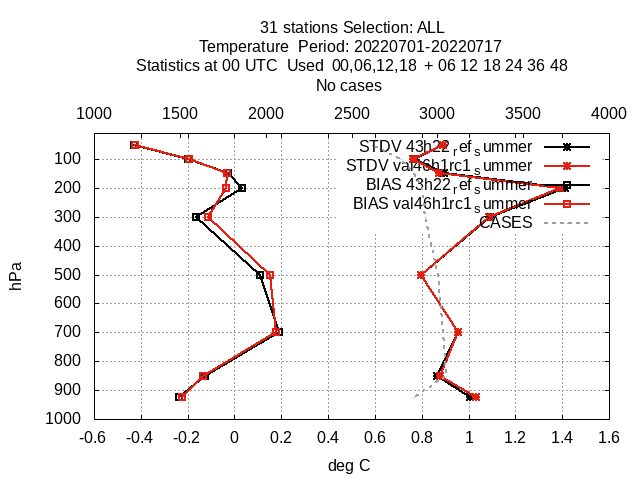 31 stations Selection: ALL
Temperature Period: 20220701-20220717
Statistics at 00 UTC Used 00,06,12,18 + 06 12 18 24 36 48
No cases
1000 1500 2000 2500 3000 3500 4000
STDV 43h22_ref_summer
STDV val46h1rc1_summer
BIAS 43h22_ref_summer
BIAS val46h1rc1_summer
CASES
100
200
300
400
500
600
700
800
900
1000
hPa
-0.6 -0.4 -0.2 0 0.2 0.4 0.6 0.8 1 1.2 1.4 1.6
deg C